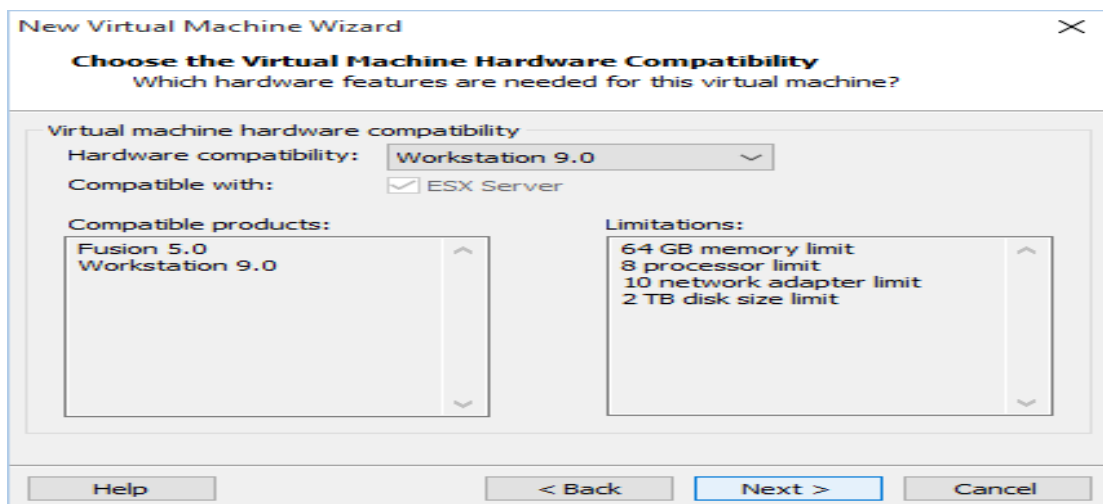 New Virtual Machine Wizard
Choose the Virtual Machine Hardware Compatibility
Which hardware features are needed for this virtual machine?
Virtual machine hardware compatibility
Hardware compatibility: Workstation 9.0
Compatible with: ESX Server
Compatible products:
Fusion 5.0
Workstation 9.0
Limitations:
64 GB memory limit
8 processor limit
10 network adapter limit
2 TB disk size limit
Help < Back Next > Cancel